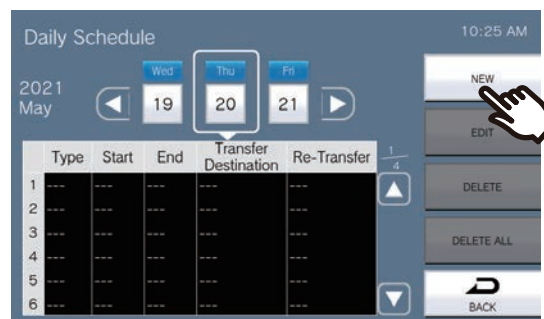 Daily Schedule
10:25 AM
2021
May
Wed
19
Thu
20
Fri
21
NEW
EDIT
DELETE
DELETE ALL
BACK
Type Start End Transfer Destination Re-Transfer 1/4
1 --- --- --- --- ---
2 --- --- --- --- ---
3 --- --- --- --- ---
4 --- --- --- --- ---
5 --- --- --- --- ---
6 --- --- --- --- ---